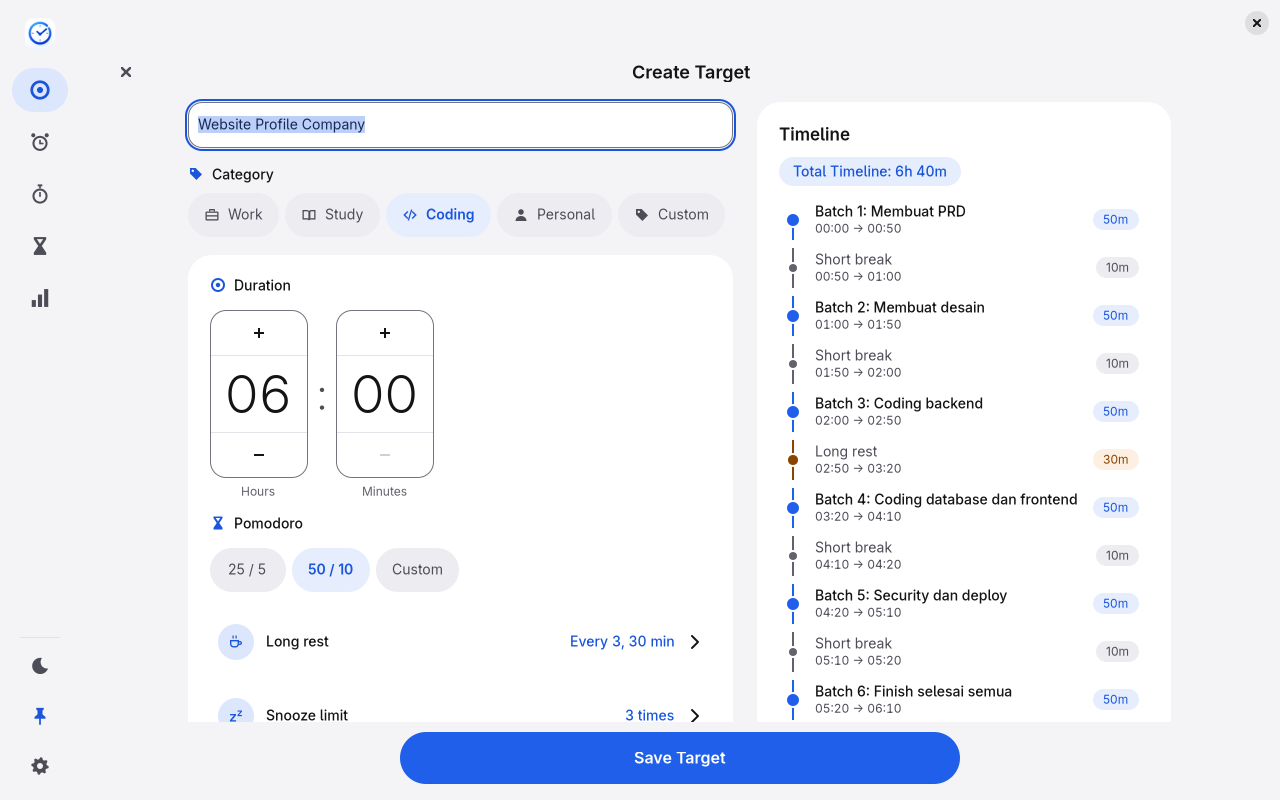 Create Target
Website Profile Company
Category
Work
Study
Coding
Personal
Custom
Duration
+
+
06 : 00
−
−
Hours
Minutes
Pomodoro
25 / 5
50 / 10
Custom
Long rest
Every 3, 30 min
zz Snooze limit
3 times
Timeline
Total Timeline: 6h 40m
Batch 1: Membuat PRD
00:00 → 00:50
50m
Short break
00:50 → 01:00
10m
Batch 2: Membuat desain
01:00 → 01:50
50m
Short break
01:50 → 02:00
10m
Batch 3: Coding backend
02:00 → 02:50
50m
Long rest
02:50 → 03:20
30m
Batch 4: Coding database dan frontend
03:20 → 04:10
50m
Short break
04:10 → 04:20
10m
Batch 5: Security dan deploy
04:20 → 05:10
50m
Short break
05:10 → 05:20
10m
Batch 6: Finish selesai semua
05:20 → 06:10
50m
Save Target